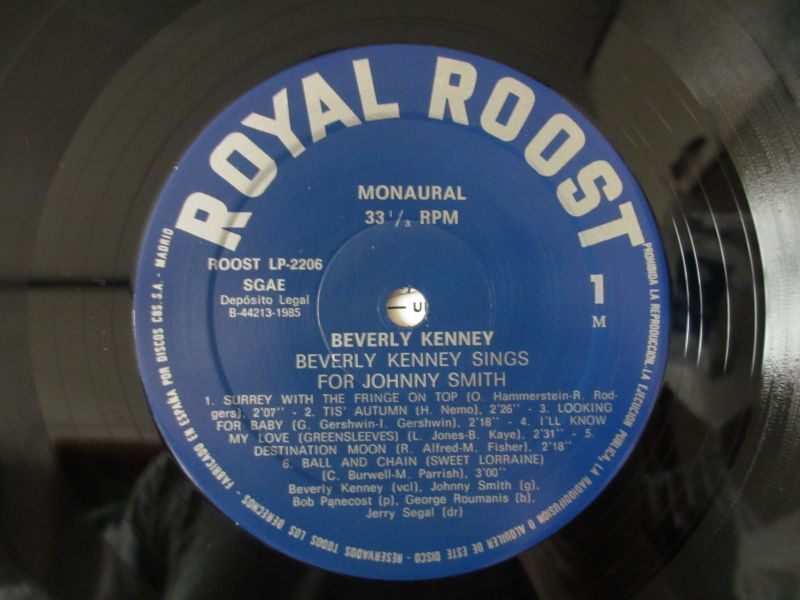 ROYAL ROOST
MONAURAL
33 1/3 RPM
ROOST LP-2206
SGAE
Depósito Legal
B-44213-1985
1
M
BEVERLY KENNEY
BEVERLY KENNEY SINGS
FOR JOHNNY SMITH
1. SURREY WITH THE FRINGE ON TOP (O. Hammerstein-R. Rod-
gers), 2'07'' - 2. TIS' AUTUMN (H. Nemo), 2'26'' - 3. LOOKING
FOR BABY (G. Gershwin-I. Gershwin), 2'18'' - 4. I'LL KNOW
MY LOVE (GREENSLEEVES) (L. Jones-B. Kaye), 2'31'' - 5.
DESTINATION MOON (R. Alfred-M. Fisher), 2'18''
6. BALL AND CHAIN (SWEET LORRAINE)
(C. Burwell-M. Parrish), 3'00''
Beverly Kenney (vcl), Johnny Smith (g),
Bob Panecost (p), George Roumanis (b),
Jerry Segal (dr)
PROHIBIDA LA REPRODUCCION, LA EJECUCION PUBLICA, LA RADIODIFUSION O ALQUILER DE ESTE DISCO - RESERVADOS TODOS LOS DERECHOS - FABRICADO EN ESPAÑA POR DISCOS CBS.S.A. - MADRID